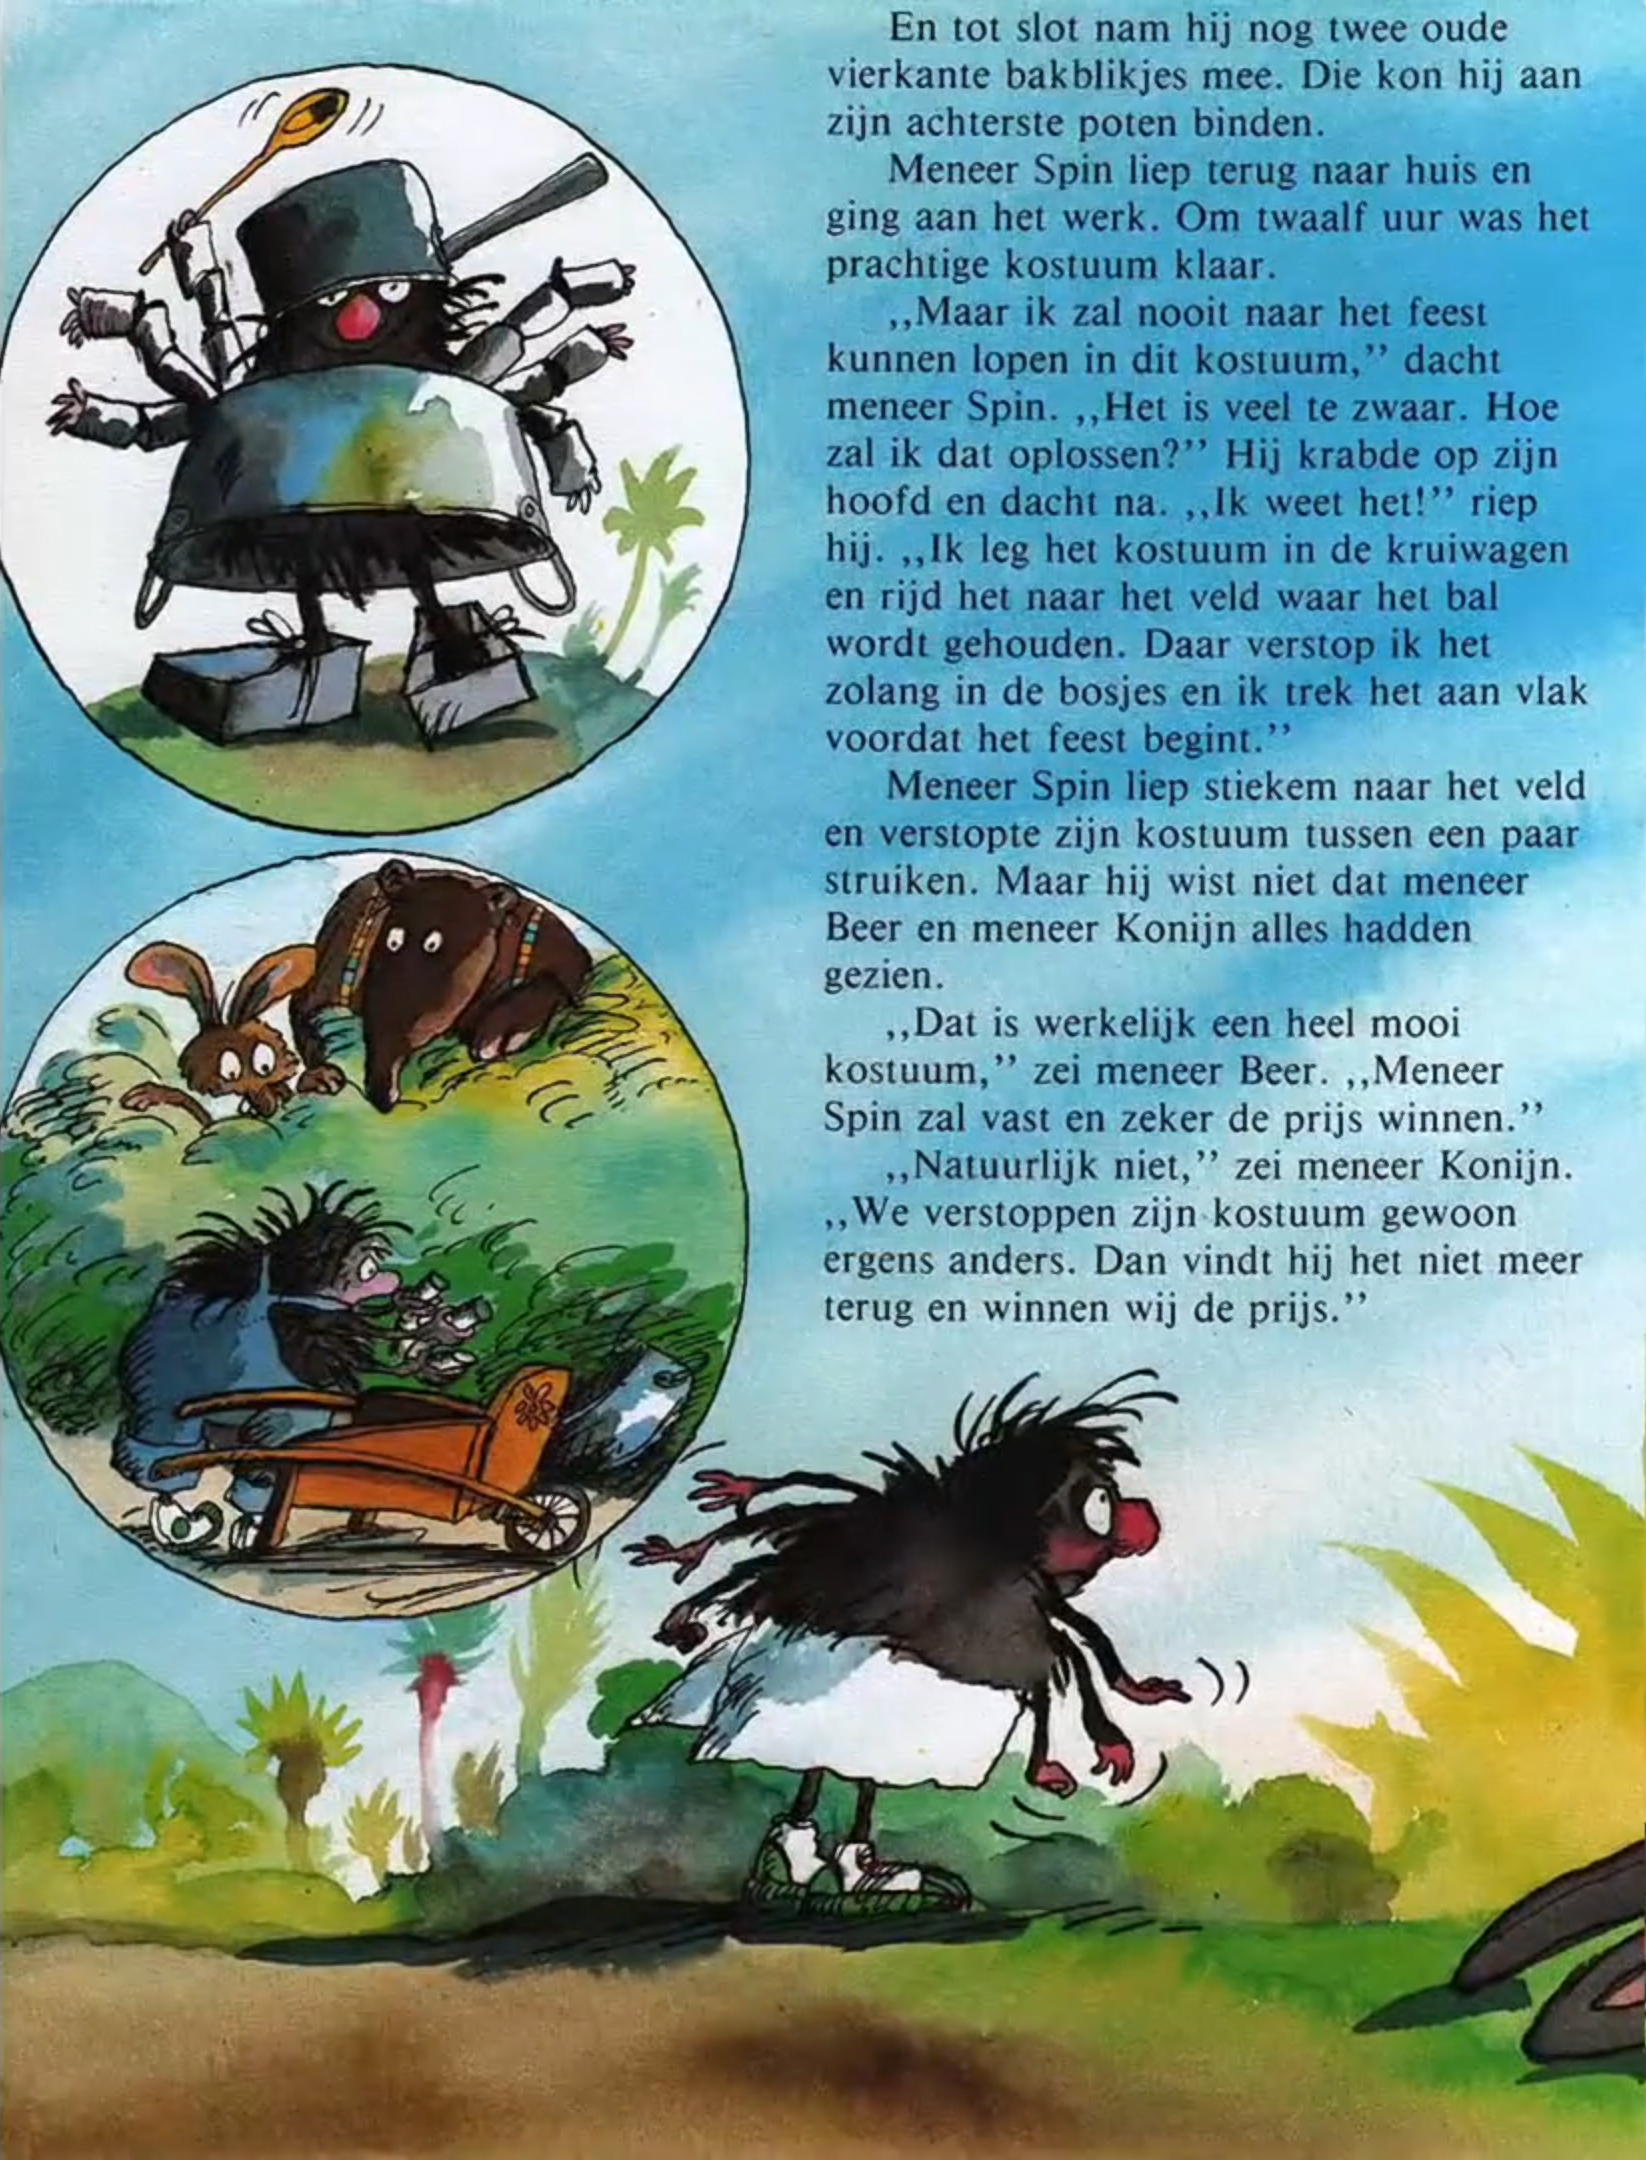 En tot slot nam hij nog twee oude
vierkante bakblikjes mee. Die kon hij aan
zijn achterste poten binden.
Meneer Spin liep terug naar huis en
ging aan het werk. Om twaalf uur was het
prachtige kostuum klaar.
,,Maar ik zal nooit naar het feest
kunnen lopen in dit kostuum,’’ dacht
meneer Spin. ,,Het is veel te zwaar. Hoe
zal ik dat oplossen?’’ Hij krabde op zijn
hoofd en dacht na. ,,Ik weet het!’’ riep
hij. ,,Ik leg het kostuum in de kruiwagen
en rijd het naar het veld waar het bal
wordt gehouden. Daar verstop ik het
zolang in de bosjes en ik trek het aan vlak
voordat het feest begint.’’
Meneer Spin liep stiekem naar het veld
en verstopte zijn kostuum tussen een paar
struiken. Maar hij wist niet dat meneer
Beer en meneer Konijn alles hadden
gezien.
,,Dat is werkelijk een heel mooi
kostuum,’’ zei meneer Beer. ,,Meneer
Spin zal vast en zeker de prijs winnen.’’
,,Natuurlijk niet,’’ zei meneer Konijn.
,,We verstoppen zijn kostuum gewoon
ergens anders. Dan vindt hij het niet meer
terug en winnen wij de prijs.’’